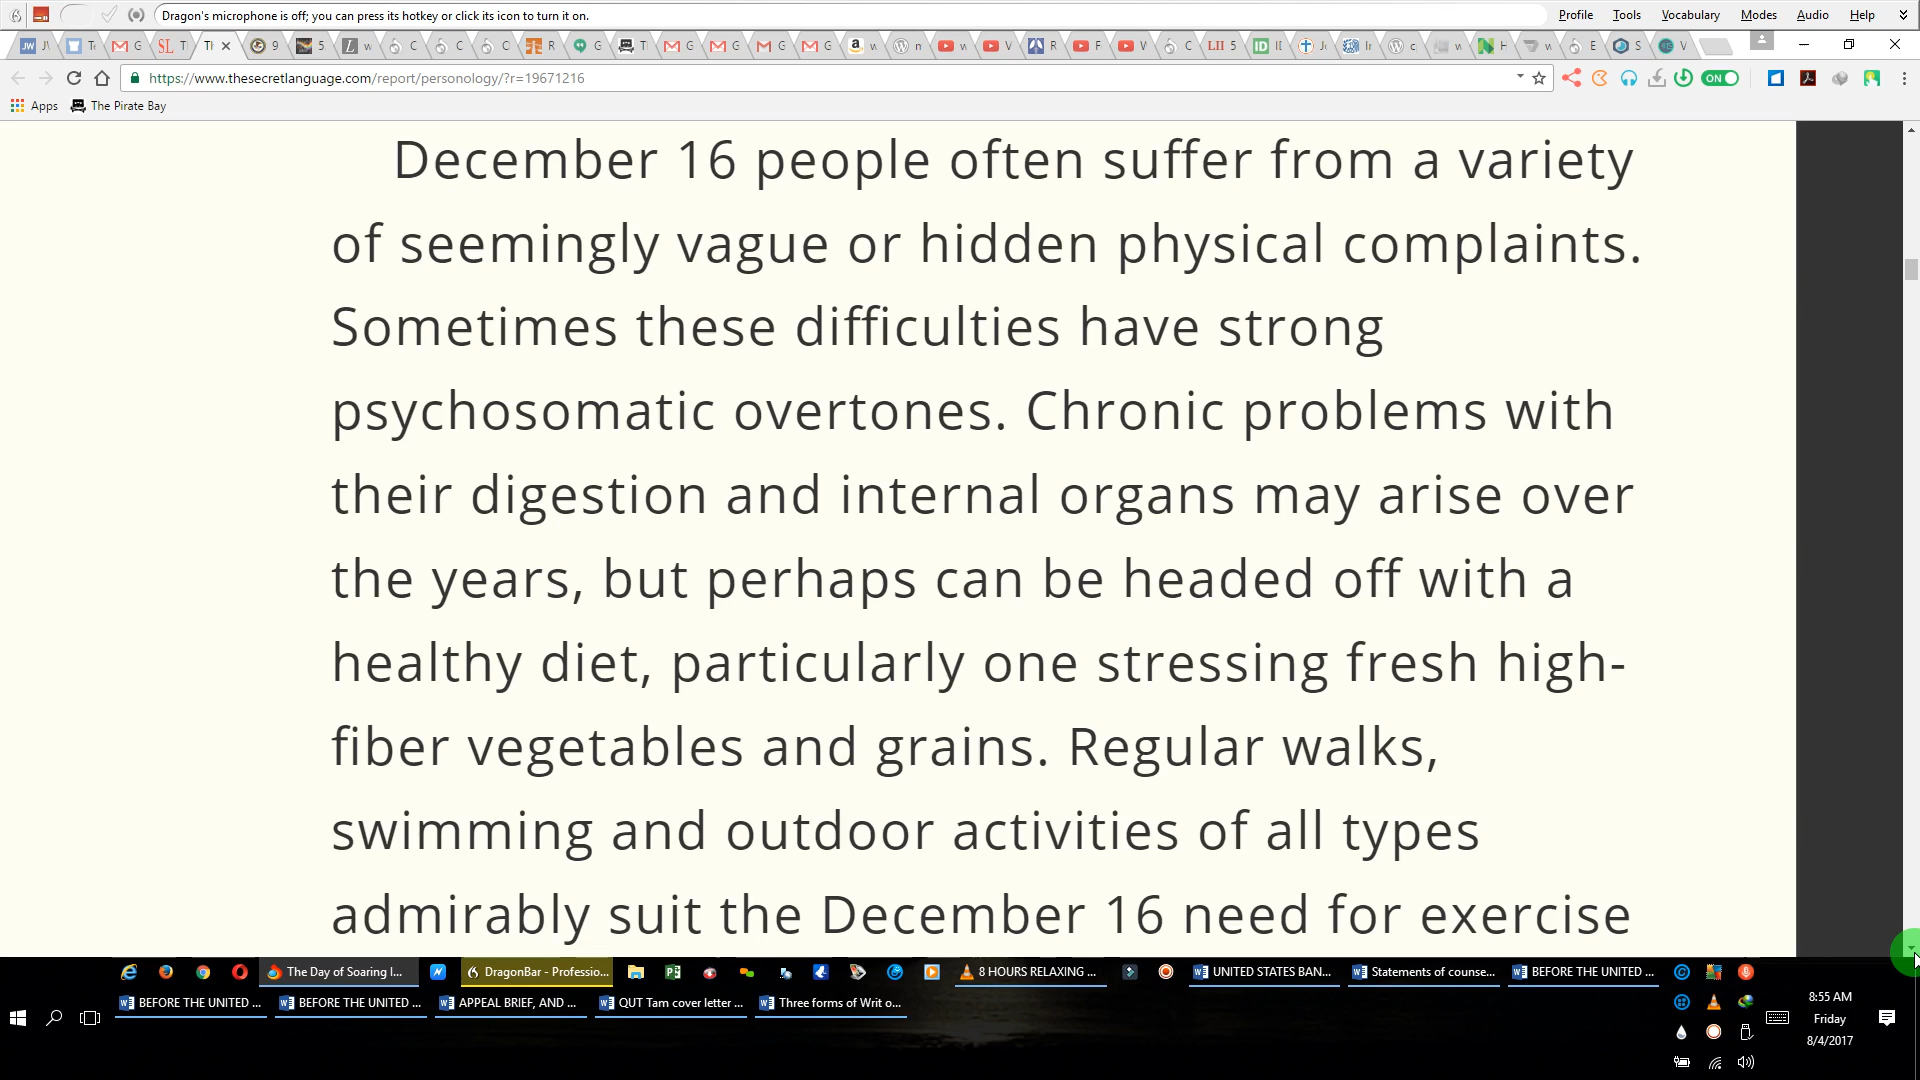 Dragon's microphone is off; you can press its hotkey or click its icon to turn it on.
Profile Tools Vocabulary Modes Audio Help
https://www.thesecretlanguage.com/report/personology/?r=19671216
ON
Apps The Pirate Bay
December 16 people often suffer from a variety
of seemingly vague or hidden physical complaints.
Sometimes these difficulties have strong
psychosomatic overtones. Chronic problems with
their digestion and internal organs may arise over
the years, but perhaps can be headed off with a
healthy diet, particularly one stressing fresh high-
fiber vegetables and grains. Regular walks,
swimming and outdoor activities of all types
admirably suit the December 16 need for exercise
The Day of Soaring I... DragonBar - Professio... 8 HOURS RELAXING ... UNITED STATES BAN... Statements of counse... BEFORE THE UNITED ...
BEFORE THE UNITED ... BEFORE THE UNITED ... APPEAL BRIEF, AND ... QUT Tam cover letter ... Three forms of Writ o...
8:55 AM
Friday
8/4/2017